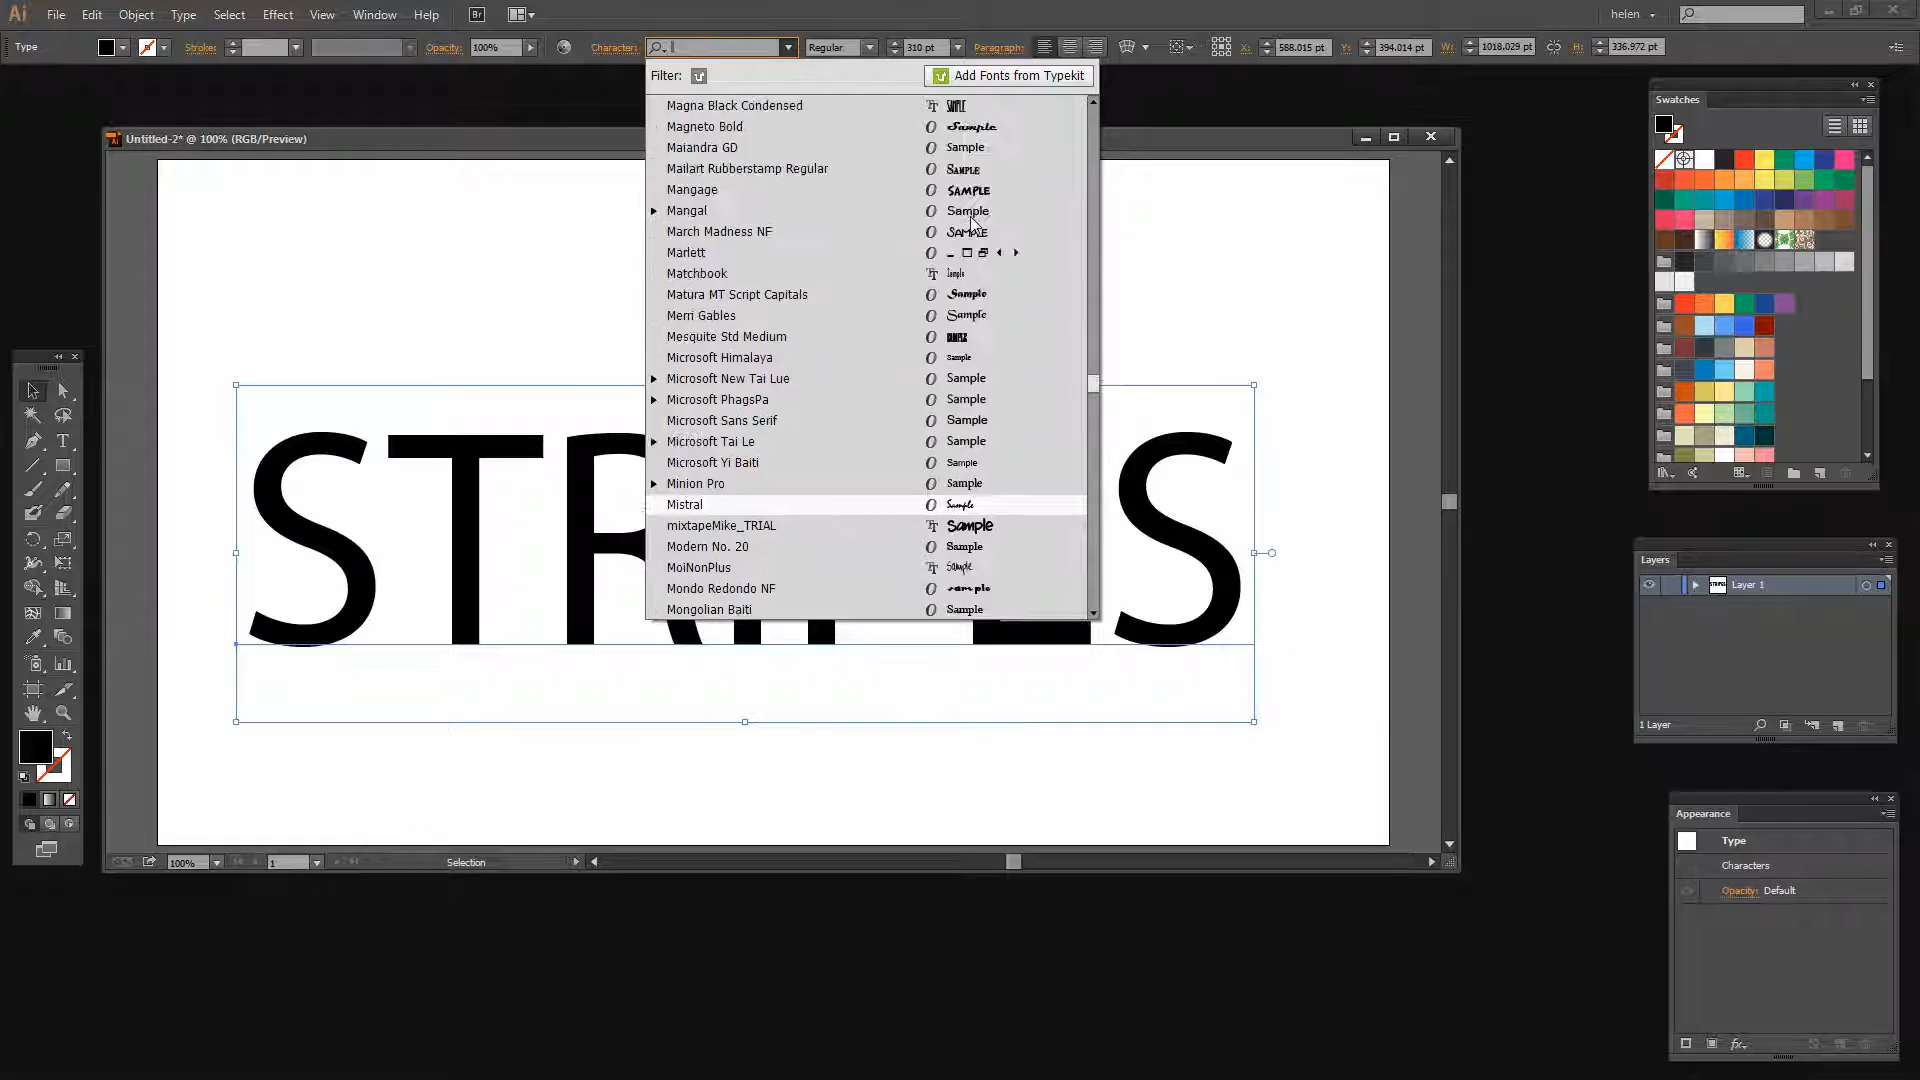 Ai File Edit Object Type Select Effect View Window Help Br helen
Type Stroke: Opacity: 100% Character: Regular 310 pt Paragraph: X: 588.015 pt Y: 394.014 pt W: 1018.029 pt H: 336.972 pt
Filter: Add Fonts from Typekit
Untitled-2* @ 100% (RGB/Preview)
Magna Black Condensed SAMPLE
Magneto Bold Sample
Maiandra GD Sample
Mailart Rubberstamp Regular SAMPLE
Mangage SAMPLE
Mangal Sample
March Madness NF SAMPLE
Marlett
Matchbook Sample
Matura MT Script Capitals Sample
Merri Gables Sample
Mesquite Std Medium SAMPLE
Microsoft Himalaya Sample
Microsoft New Tai Lue Sample
Microsoft PhagsPa Sample
Microsoft Sans Serif Sample
Microsoft Tai Le Sample
Microsoft Yi Baiti Sample
Minion Pro Sample
Mistral Sample
mixtapeMike_TRIAL Sample
Modern No. 20 Sample
MoiNonPlus Sample
Mondo Redondo NF sample
Mongolian Baiti Sample
STRIPES
100% 1 Selection
Swatches
Layers
Layer 1
1 Layer
Appearance
Type
Characters
Opacity: Default
fx